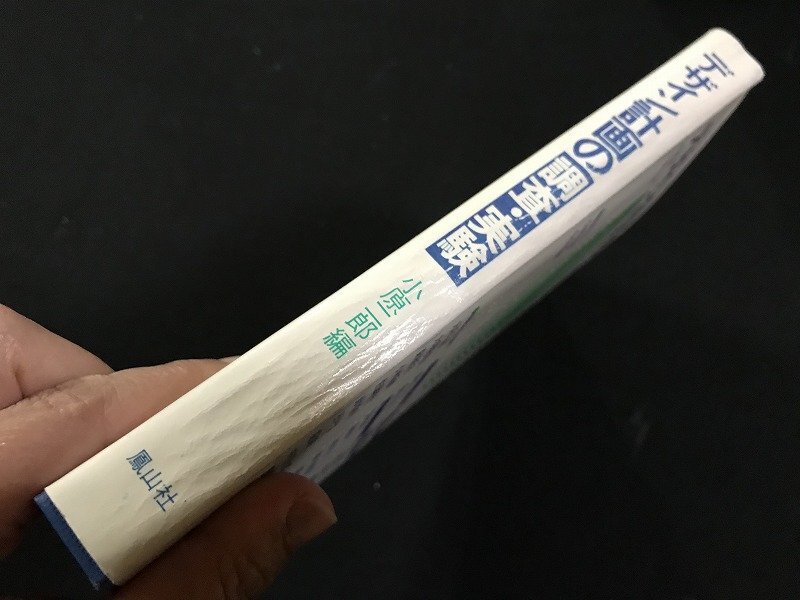 デザイン計画の調査・実験
小原二郎編
鳳山社